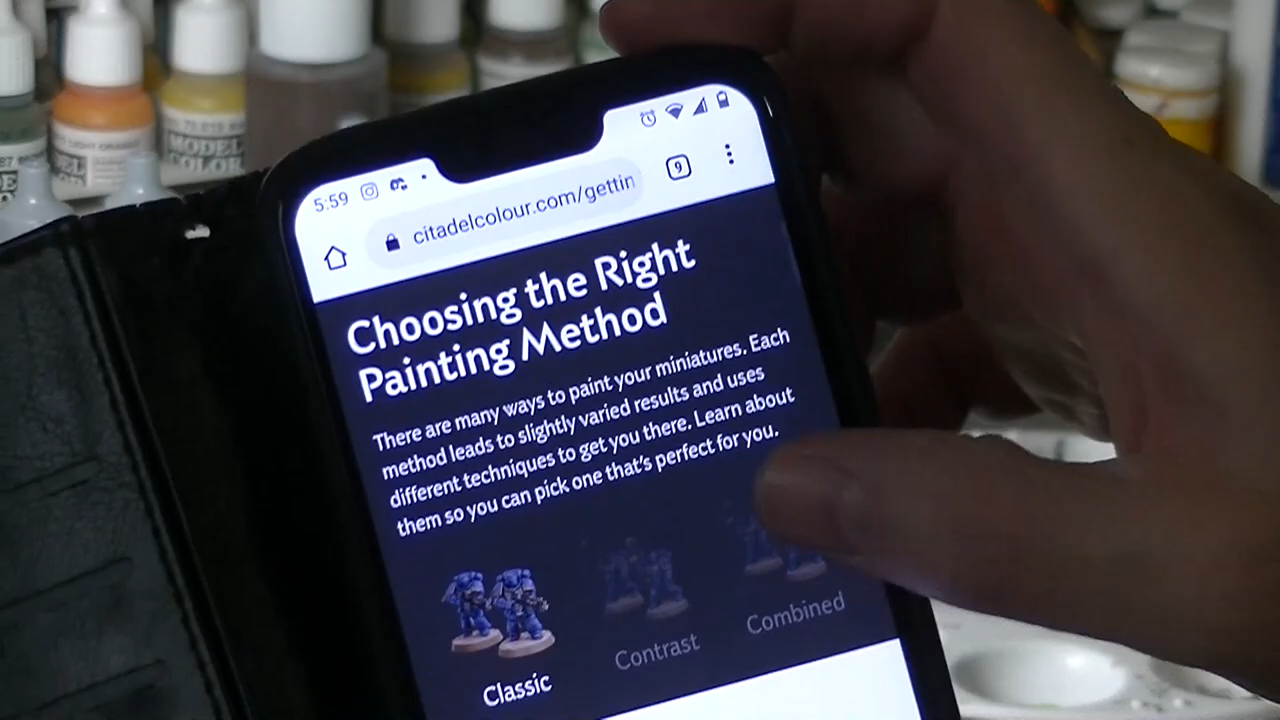 MODEL
COLOR
5:59
9
citadelcolour.com/gettin
Choosing the Right
Painting Method
There are many ways to paint your miniatures. Each
method leads to slightly varied results and uses
different techniques to get you there. Learn about
them so you can pick one that's perfect for you.
Classic
Contrast
Combined